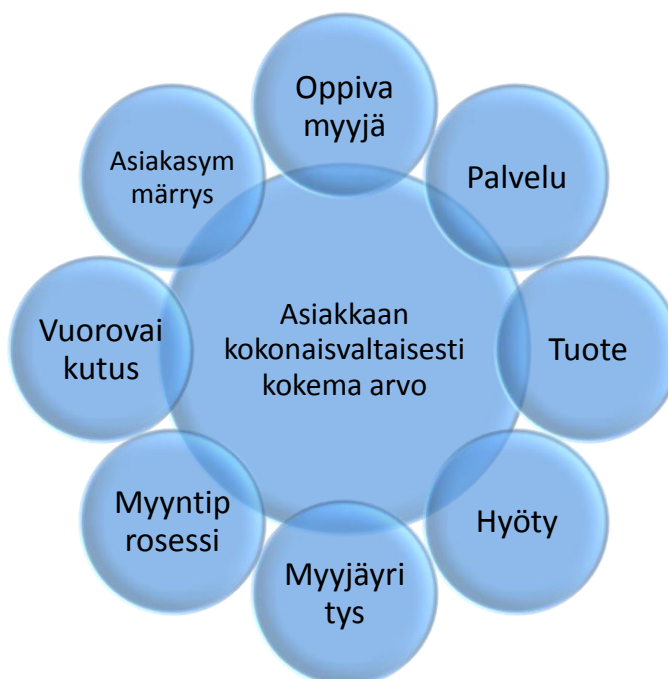 Oppiva
myyjä
Palvelu
Tuote
Hyöty
Myyjäyri
tys
Myyntip
rosessi
Vuorovai
kutus
Asiakasym
märrys
Asiakkaan
kokonaisvaltaisesti
kokema arvo